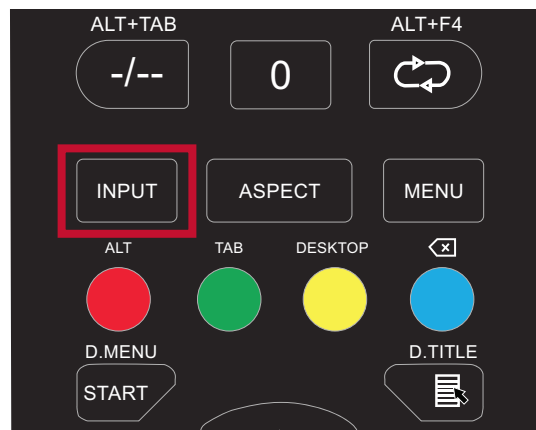 ALT+TAB ALT+F4
-/-- 0
INPUT ASPECT MENU
ALT TAB DESKTOP
D.MENU D.TITLE
START